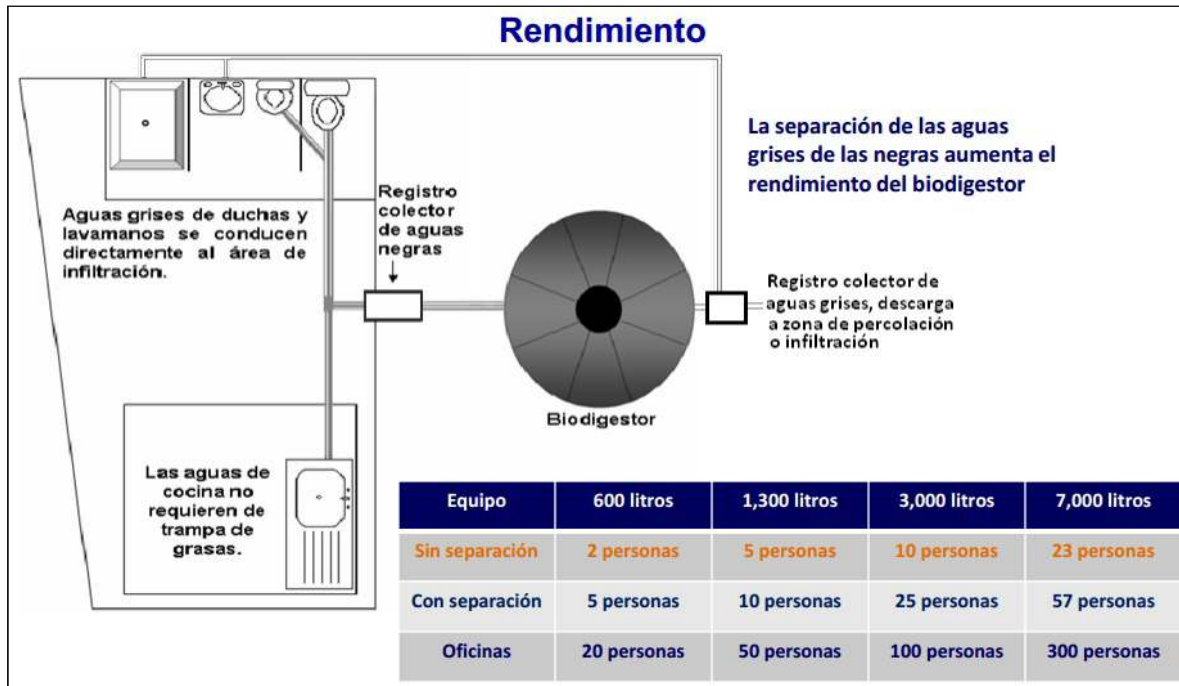 Rendimiento
La separación de las aguas
grises de las negras aumenta el
rendimiento del biodigestor
Aguas grises de duchas y
lavamanos se conducen
directamente al área de
infiltración.
Registro
colector
de aguas
negras
Registro colector de
aguas grises, descarga
a zona de percolación
o infiltración
Biodigestor
Las aguas de
cocina no
requieren de
trampa de
grasas.
Equipo 600 litros 1,300 litros 3,000 litros 7,000 litros
Sin separación 2 personas 5 personas 10 personas 23 personas
Con separación 5 personas 10 personas 25 personas 57 personas
Oficinas 20 personas 50 personas 100 personas 300 personas